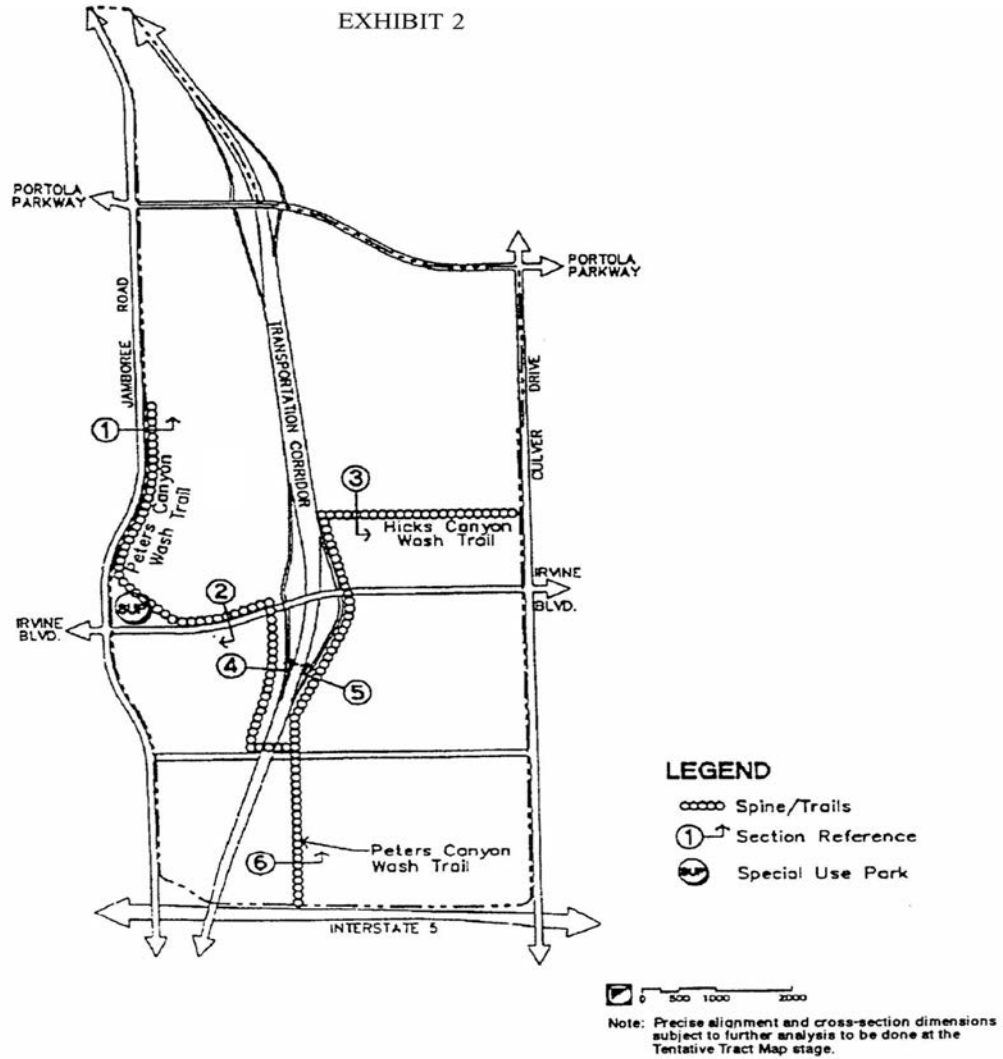 EXHIBIT 2
PORTOLA
PARKWAY
PORTOLA
PARKWAY
JAMBOREE ROAD
TRANSPORTATION CORRIDOR
CULVER DRIVE
1
Peters Canyon
Wash Trail
3
Hicks Canyon
Wash Trail
2
SUP
IRVINE
BLVD.
IRVINE
BLVD.
4
5
6
Peters Canyon
Wash Trail
INTERSTATE 5
LEGEND
Spine/Trails
1 Section Reference
SUP Special Use Park
0 500 1000 2000
Note: Precise alignment and cross-section dimensions
subject to further analysis to be done at the
Tentative Tract Map stage.